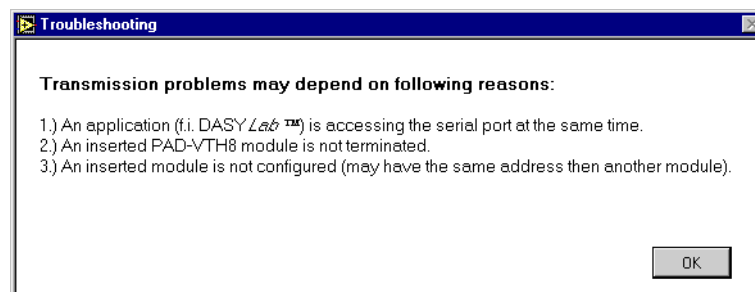 Troubleshooting
Transmission problems may depend on following reasons:
1.) An application (f.i. DASYLab ™) is accessing the serial port at the same time.
2.) An inserted PAD-VTH8 module is not terminated.
3.) An inserted module is not configured (may have the same address then another module).
OK